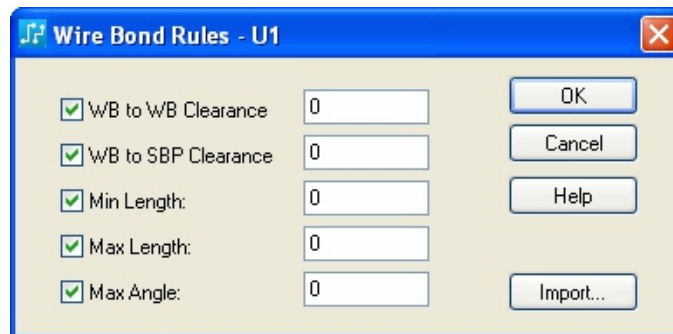 Wire Bond Rules - U1
WB to WB Clearance 0 OK
WB to SBP Clearance 0 Cancel
Min Length: 0 Help
Max Length: 0
Max Angle: 0 Import...